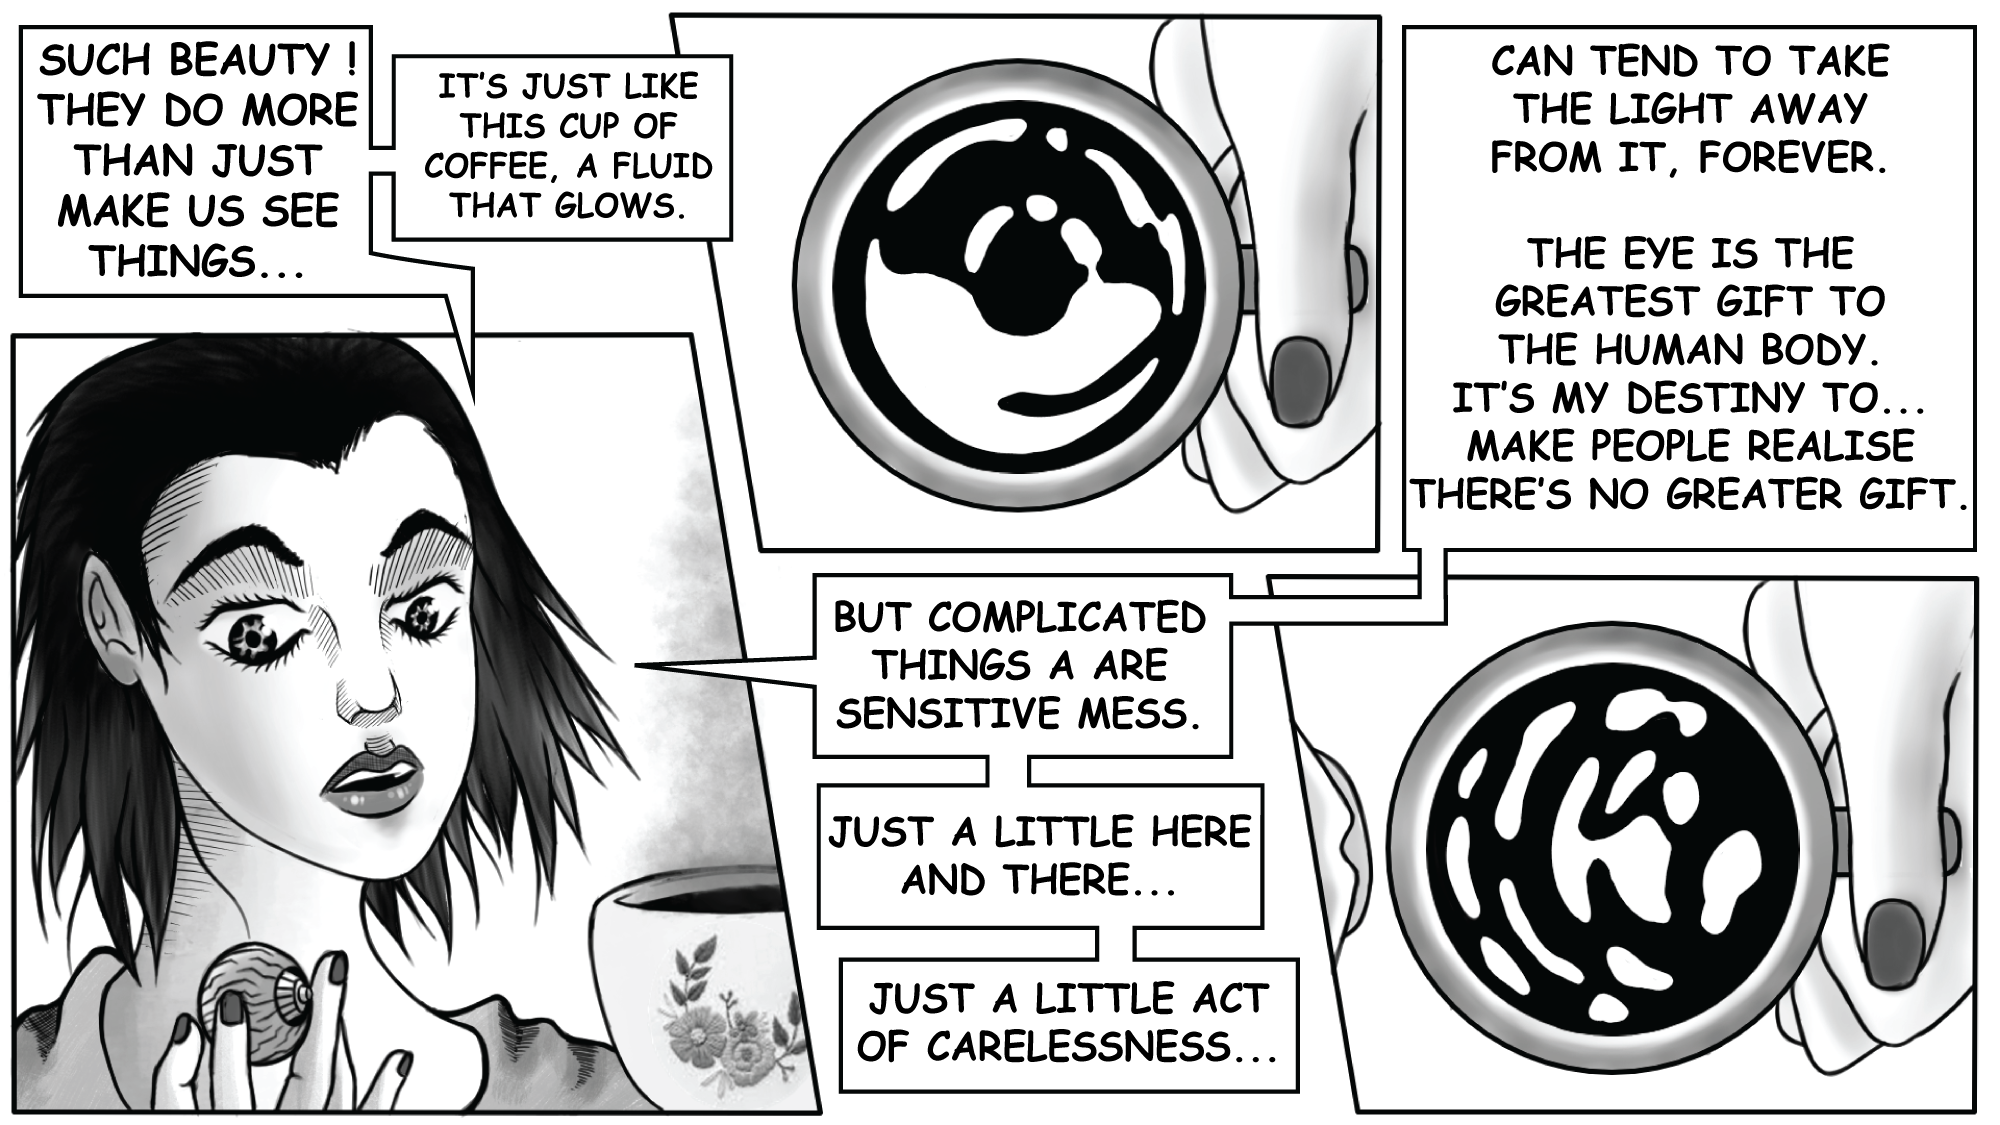 SUCH BEAUTY !
THEY DO MORE
THAN JUST
MAKE US SEE
THINGS...
IT'S JUST LIKE
THIS CUP OF
COFFEE, A FLUID
THAT GLOWS.
BUT COMPLICATED
THINGS A ARE
SENSITIVE MESS.
JUST A LITTLE HERE
AND THERE...
JUST A LITTLE ACT
OF CARELESSNESS...
CAN TEND TO TAKE
THE LIGHT AWAY
FROM IT, FOREVER.
THE EYE IS THE
GREATEST GIFT TO
THE HUMAN BODY.
IT'S MY DESTINY TO...
MAKE PEOPLE REALISE
THERE'S NO GREATER GIFT.